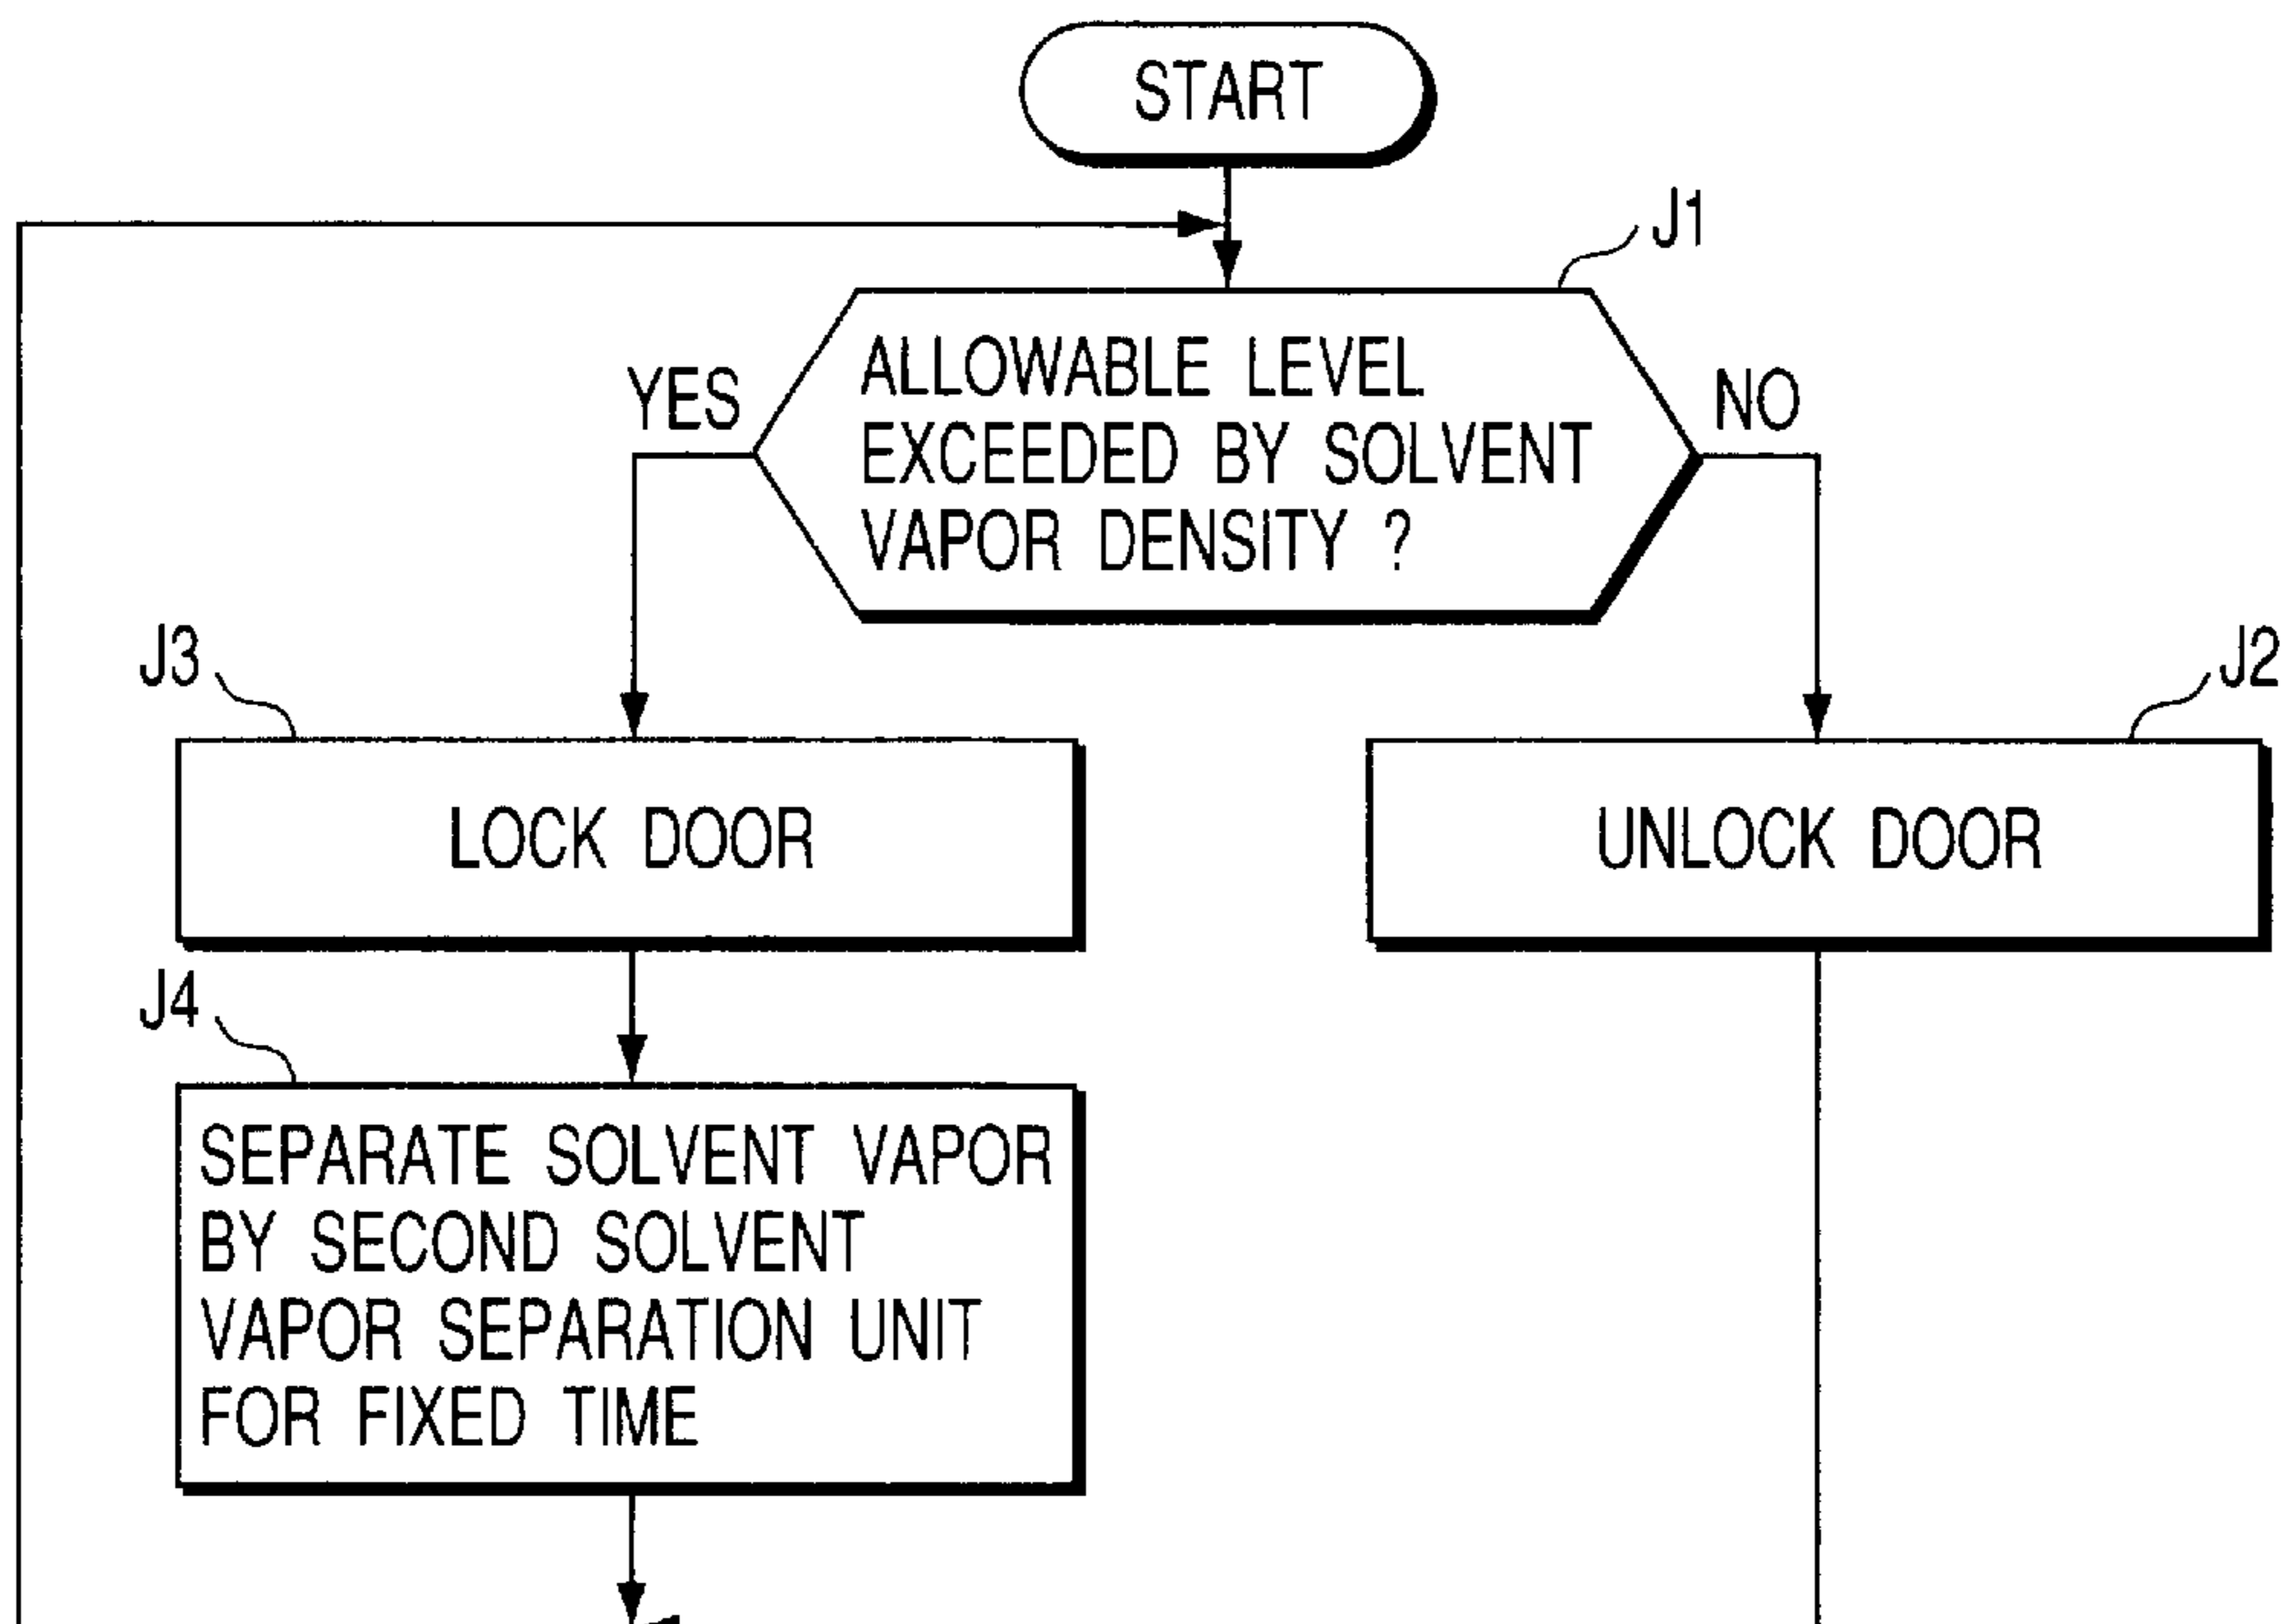 START
J1
ALLOWABLE LEVEL
EXCEEDED BY SOLVENT
VAPOR DENSITY ?
YES
NO
J3
J2
LOCK DOOR
UNLOCK DOOR
J4
SEPARATE SOLVENT VAPOR
BY SECOND SOLVENT
VAPOR SEPARATION UNIT
FOR FIXED TIME